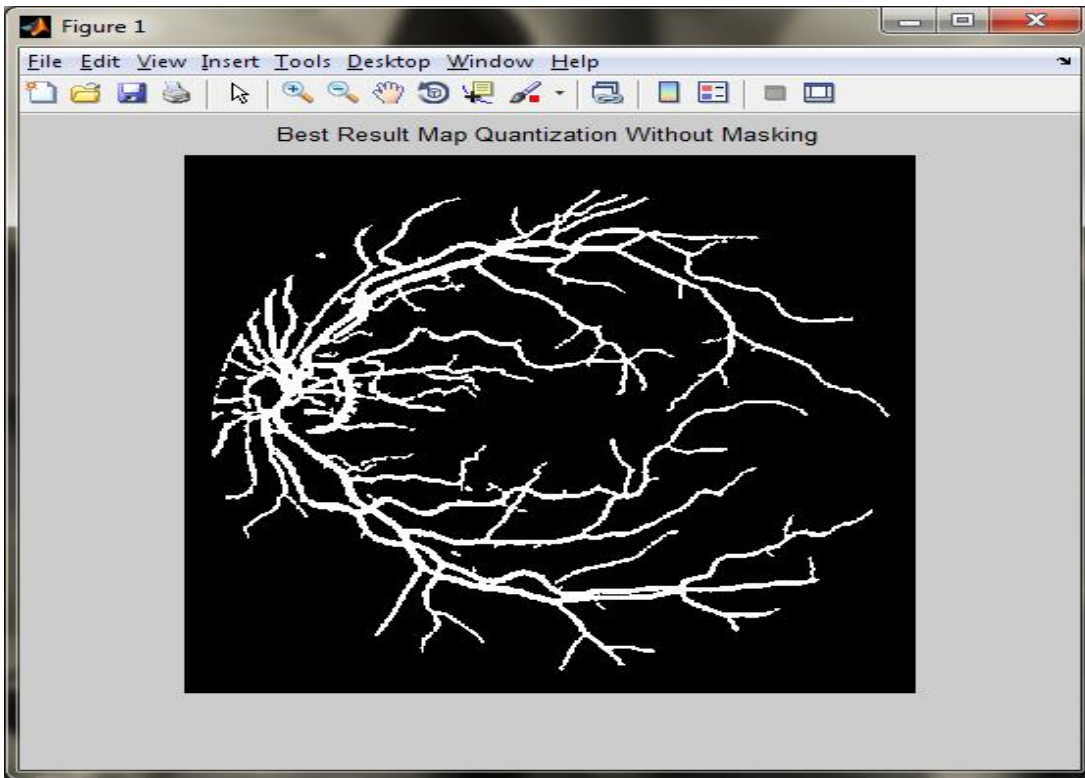 Figure 1
File Edit View Insert Tools Desktop Window Help
Best Result Map Quantization Without Masking